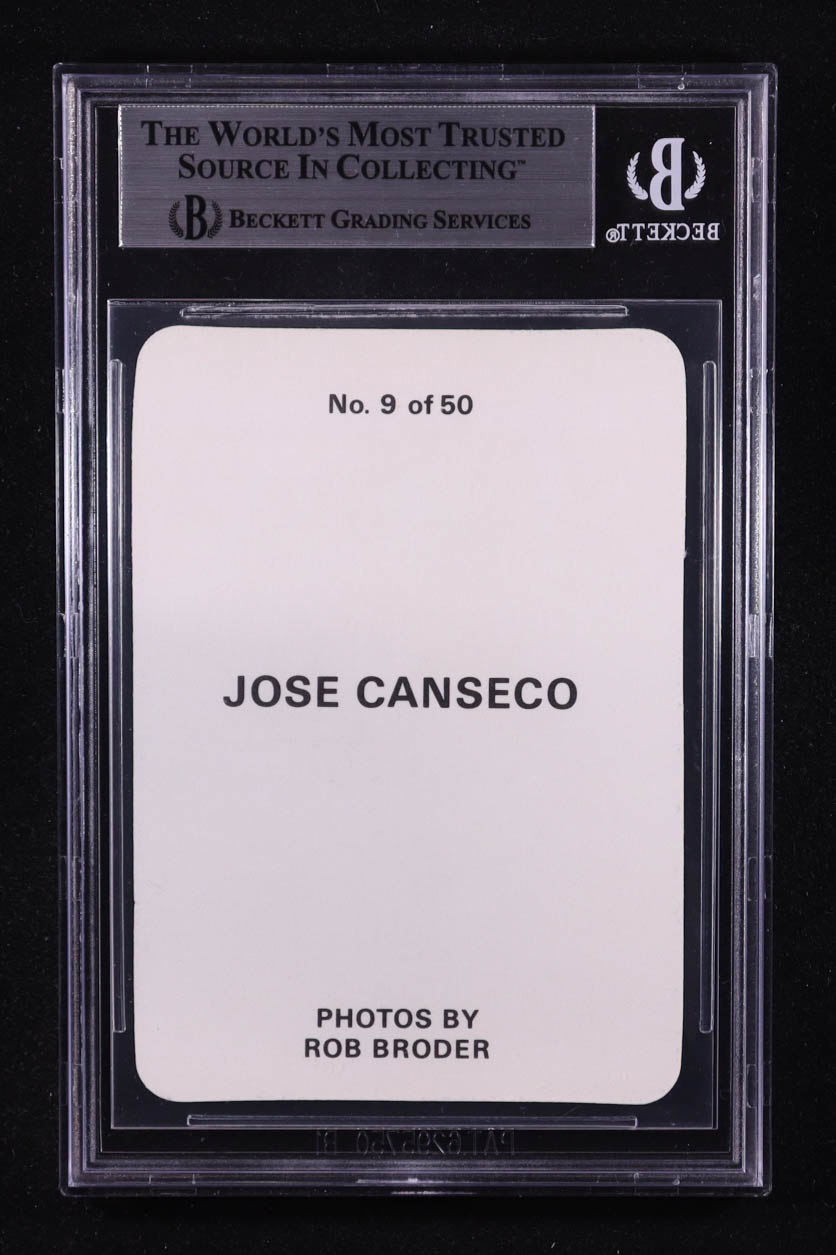 THE WORLD'S MOST TRUSTED
SOURCE IN COLLECTING™
B BECKETT GRADING SERVICES
B
BECKETT®
No. 9 of 50
JOSE CANSECO
PHOTOS BY
ROB BRODER